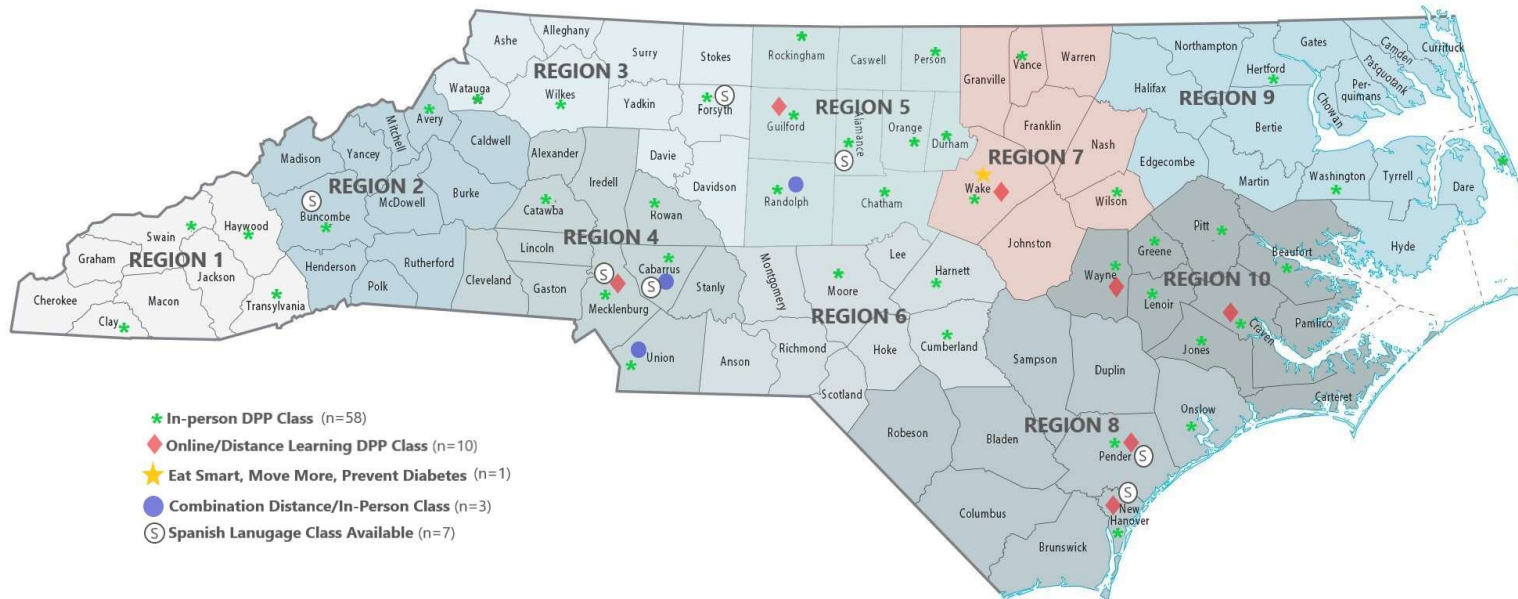 Ashe
Alleghany
Surry
Stokes
Rockingham
Caswell
Person
Granville
Vance
Warren
Northampton
Gates
Camden
Currituck
Pasquotank
Per-
quimans
Chowan
Hertford
Halifax
REGION 9
Bertie
REGION 3
Watauga
Wilkes
Yadkin
S
Forsyth
REGION 5
Guilford
Alamance
Orange
Durham
S
Franklin
Nash
REGION 7
Edgecombe
Martin
Washington
Tyrrell
Dare
Hyde
Avery
Mitchell
Caldwell
Alexander
Davie
Iredell
Davidson
Randolph
Chatham
Wake
Wilson
Johnston
Madison
Yancey
REGION 2
McDowell
Burke
S
Buncombe
Catawba
Rowan
Haywood
Swain
Graham
REGION 1
Jackson
Henderson
Rutherford
Polk
Cleveland
Lincoln
REGION 4
Gaston
S
Mecklenburg
Cabarrus
S
Stanly
Montgomery
Moore
Lee
Harnett
Wayne
Greene
Pitt
Beaufort
REGION 10
Lenoir
Craven
Pamlico
Jones
Carteret
Cherokee
Macon
Clay
Transylvania
Union
Anson
Richmond
REGION 6
Hoke
Cumberland
Scotland
Sampson
Duplin
Onslow
Robeson
Bladen
REGION 8
Pender
S
S
New
Hanover
Columbus
Brunswick
In-person DPP Class (n=58)
Online/Distance Learning DPP Class (n=10)
Eat Smart, Move More, Prevent Diabetes (n=1)
Combination Distance/In-Person Class (n=3)
S Spanish Lanugage Class Available (n=7)